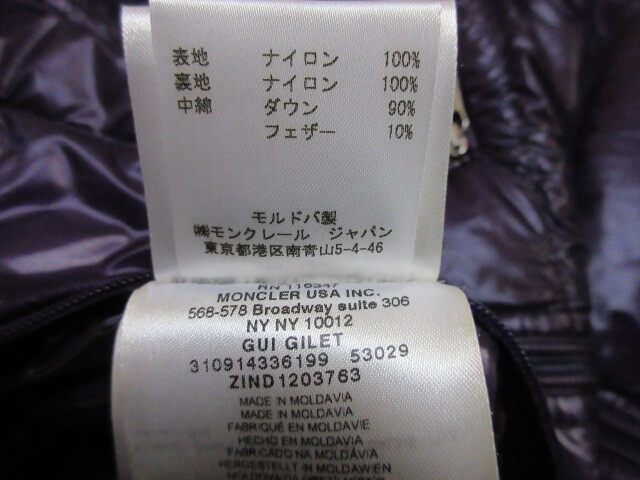 表地 ナイロン 100%
裏地 ナイロン 100%
中綿 ダウン 90%
フェザー 10%
モルドバ製
㈱モンクレール ジャパン
東京都港区南青山5-4-46
RN 116347
MONCLER USA INC.
568-578 Broadway suite 306
NY NY 10012
GUI GILET
310914336199 53029
ZIND1203763
MADE IN MOLDAVIA
MADE IN MOLDAVIA
FABRIQUÉ EN MOLDAVIE
HECHO EN MOLDAVIA
FABRICADO NA MOLDÁVIA
HERGESTELLT IN MOLDAWIEN